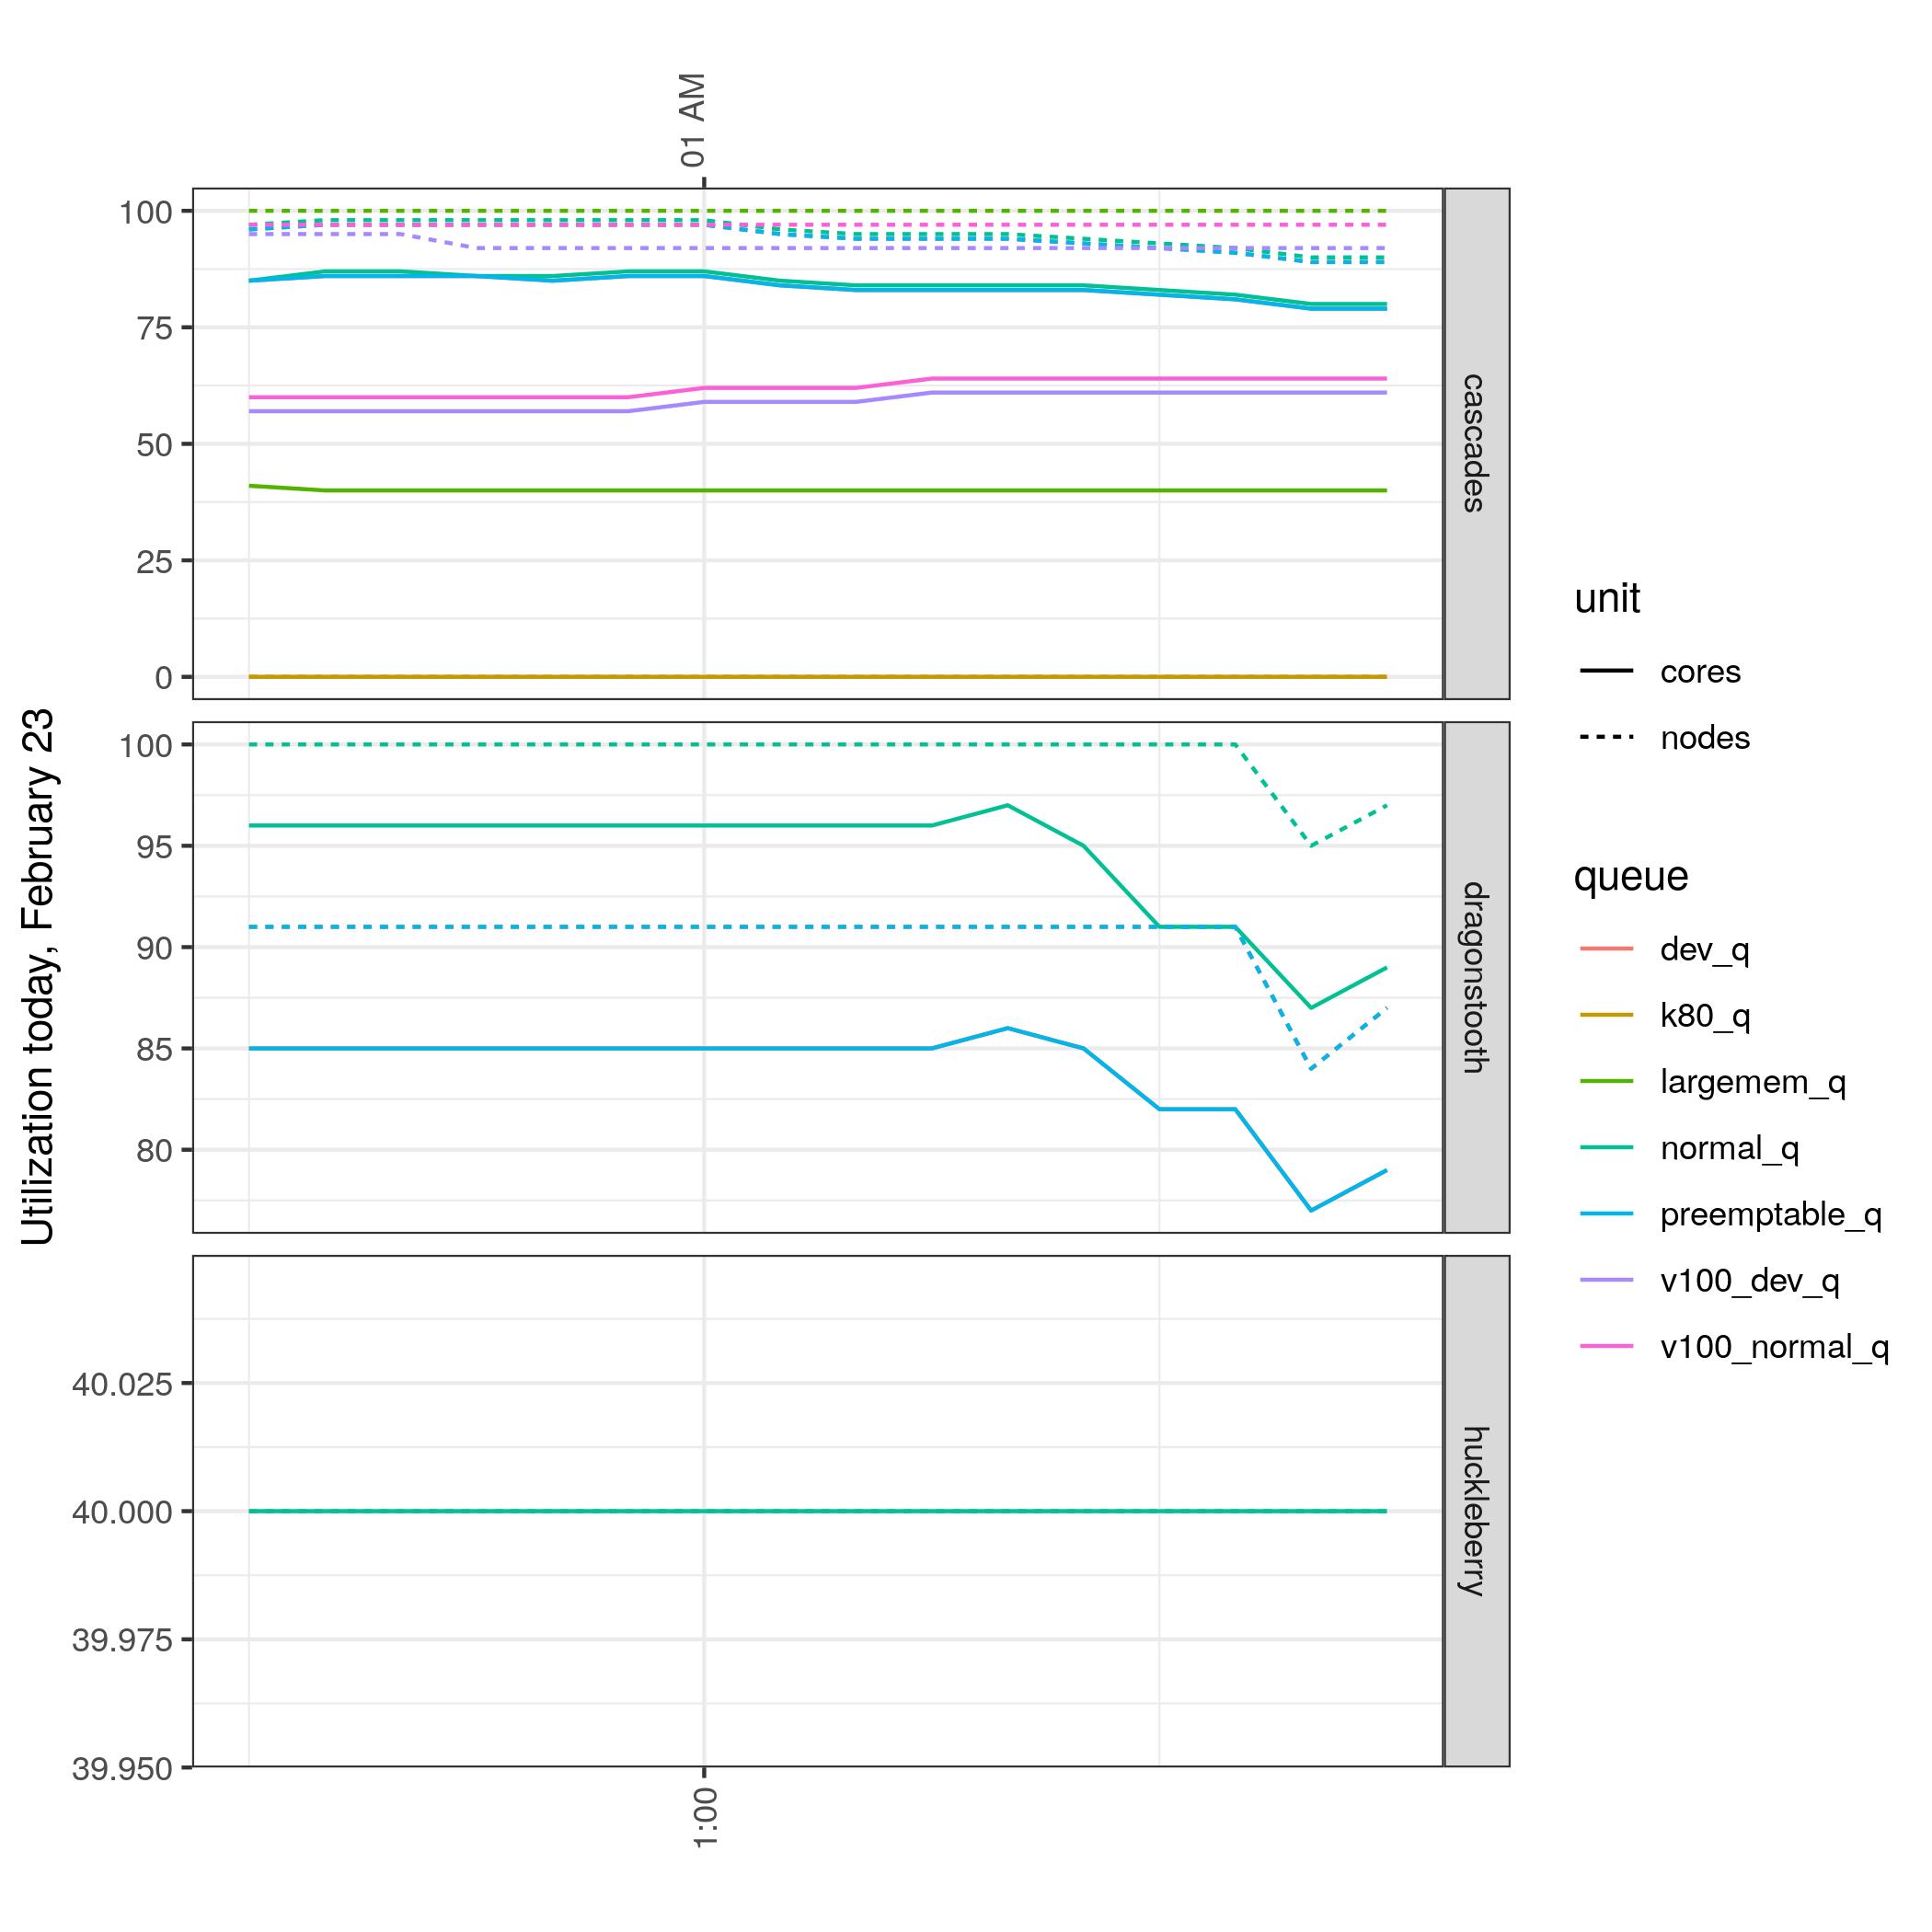 01 AM
100
75
50
25
0
cascades
100
95
90
85
80
dragonstooth
40.025
40.000
39.975
39.950
huckleberry
1:00
Utilization today, February 23
unit
cores
nodes
queue
dev_q
k80_q
largemem_q
normal_q
preemptable_q
v100_dev_q
v100_normal_q